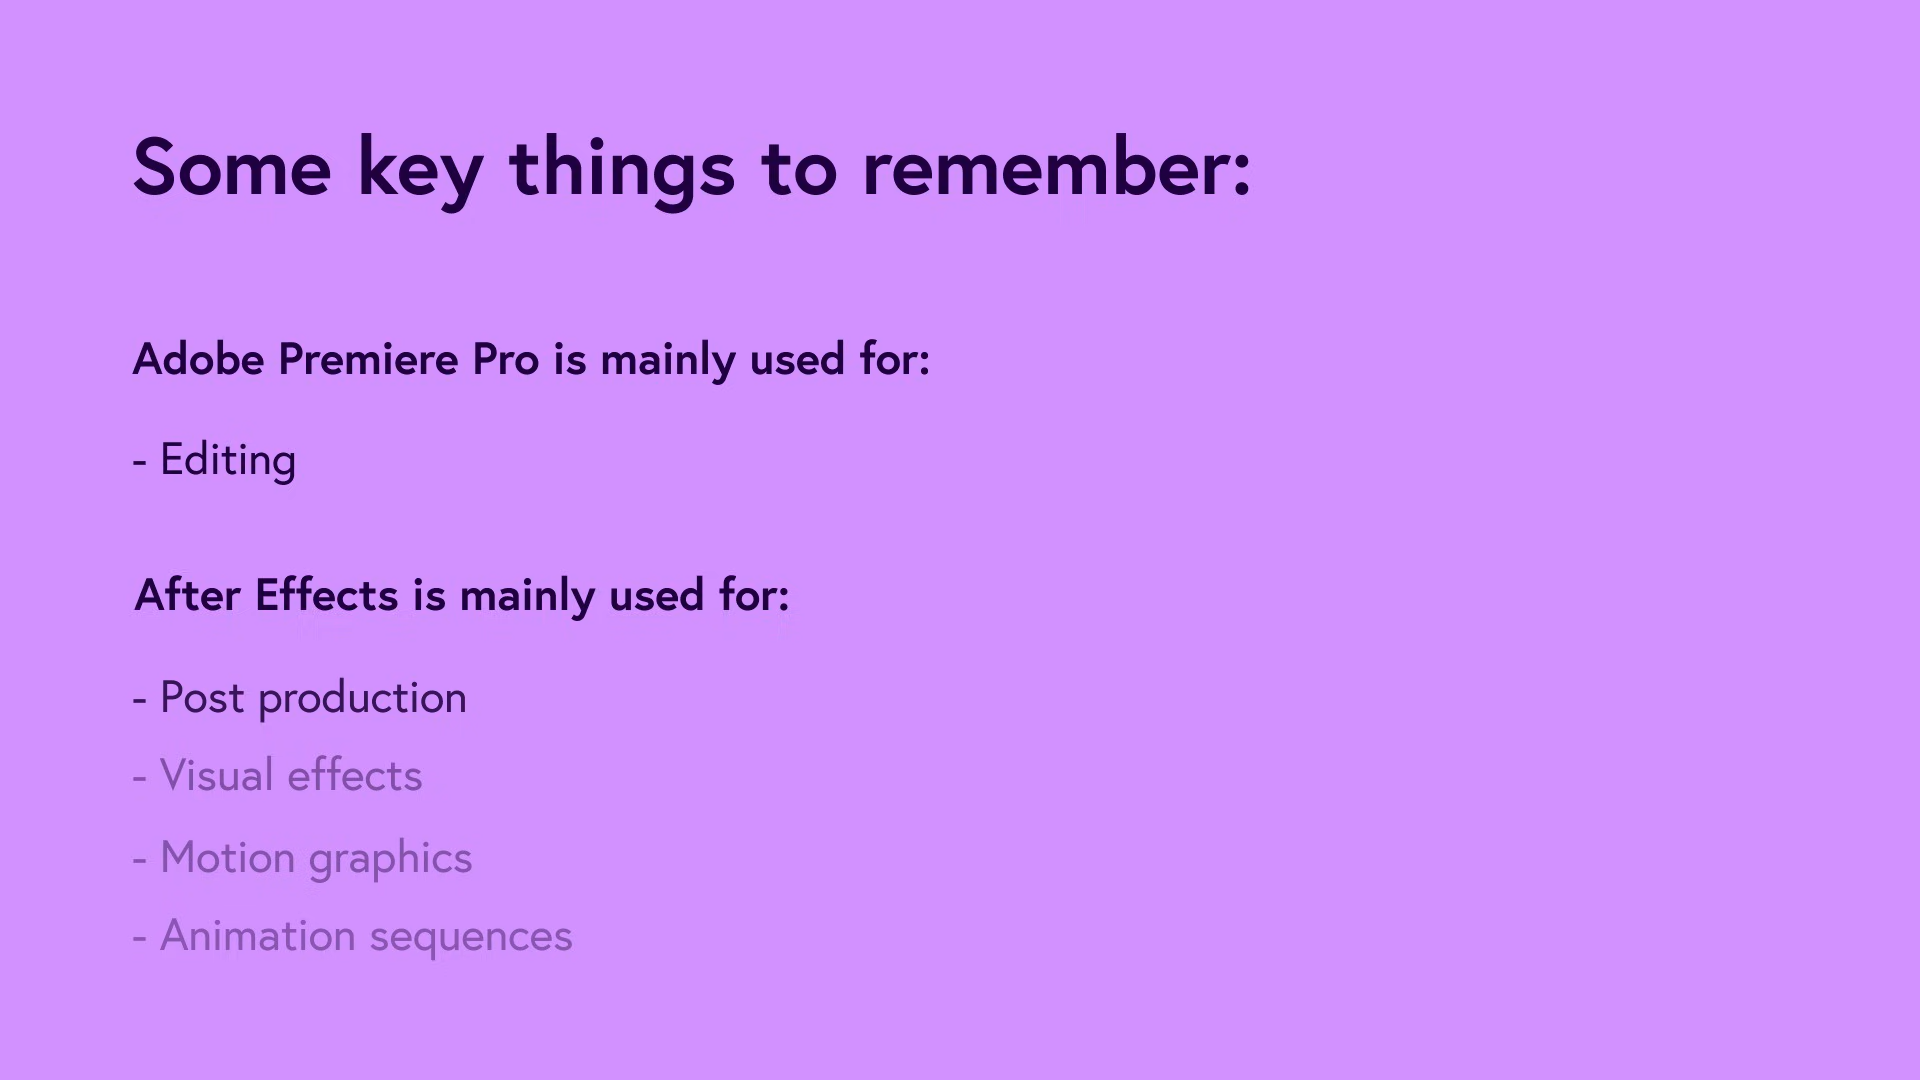 Some key things to remember:
Adobe Premiere Pro is mainly used for:
- Editing
After Effects is mainly used for:
- Post production
- Visual effects
- Motion graphics
- Animation sequences